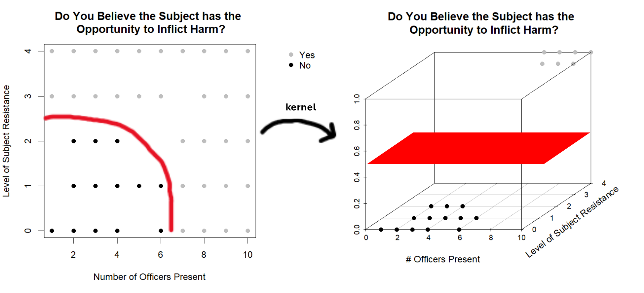 Do You Believe the Subject has the
Opportunity to Inflict Harm?
Level of Subject Resistance
4
3
2
1
0
2
4
6
8
10
Number of Officers Present
Yes
No
kernel
Do You Believe the Subject has the
Opportunity to Inflict Harm?
1.0
0.8
0.6
0.4
0.2
0.0
0
2
4
6
8
10
# Officers Present
0
1
2
3
4
Level of Subject Resistance